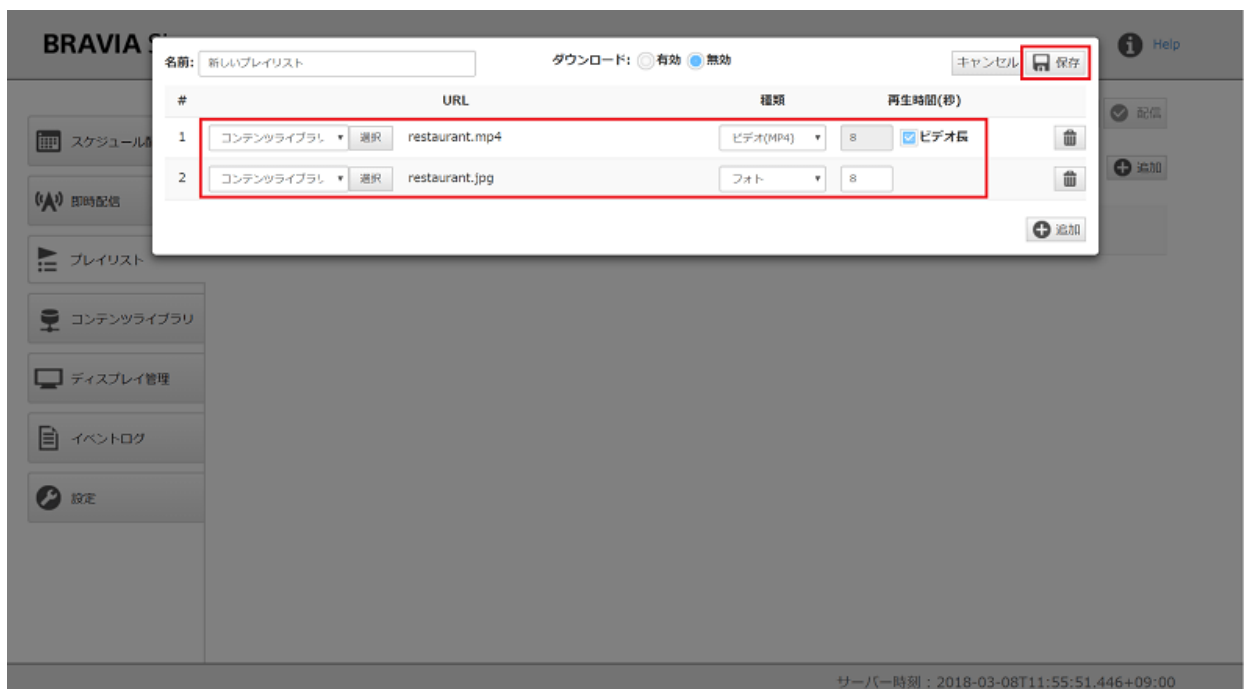 BRAVIA
Help
名前: 新しいプレイリスト ダウンロード: 有効 無効 キャンセル 保存
# URL 種類 再生時間(秒)
1 コンテンツライブラリ 選択 restaurant.mp4 ビデオ(MP4) 8 ビデオ長
2 コンテンツライブラリ 選択 restaurant.jpg フォト 8
追加
配信
追加
スケジュール
即時配信
プレイリスト
コンテンツライブラリ
ディスプレイ管理
イベントログ
設定
サーバー時刻 : 2018-03-08T11:55:51.446+09:00